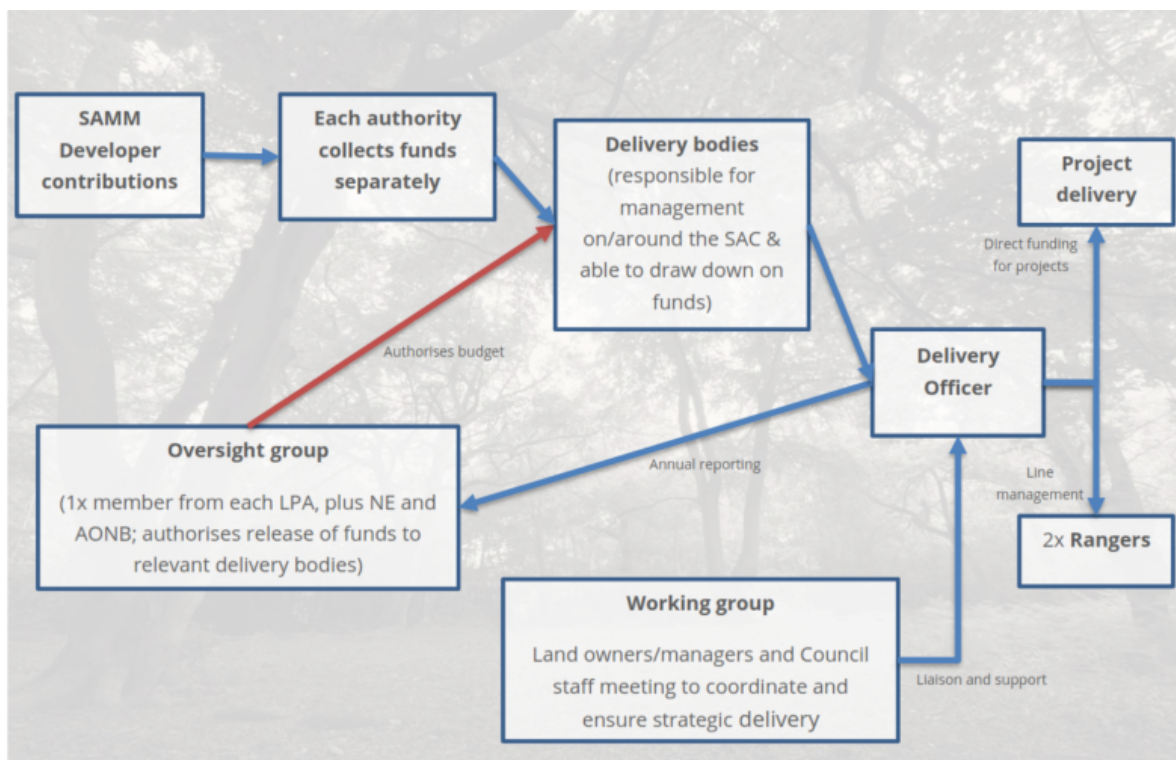 SAMM
Developer
contributions
Each authority
collects funds
separately
Delivery bodies
(responsible for
management
on/around the SAC &
able to draw down on
funds)
Project
delivery
Direct funding
for projects
Delivery
Officer
Authorises budget
Oversight group
(1x member from each LPA, plus NE and
AONB; authorises release of funds to
relevant delivery bodies)
Annual reporting
Line
management
2x Rangers
Working group
Land owners/managers and Council
staff meeting to coordinate and
ensure strategic delivery
Liaison and support